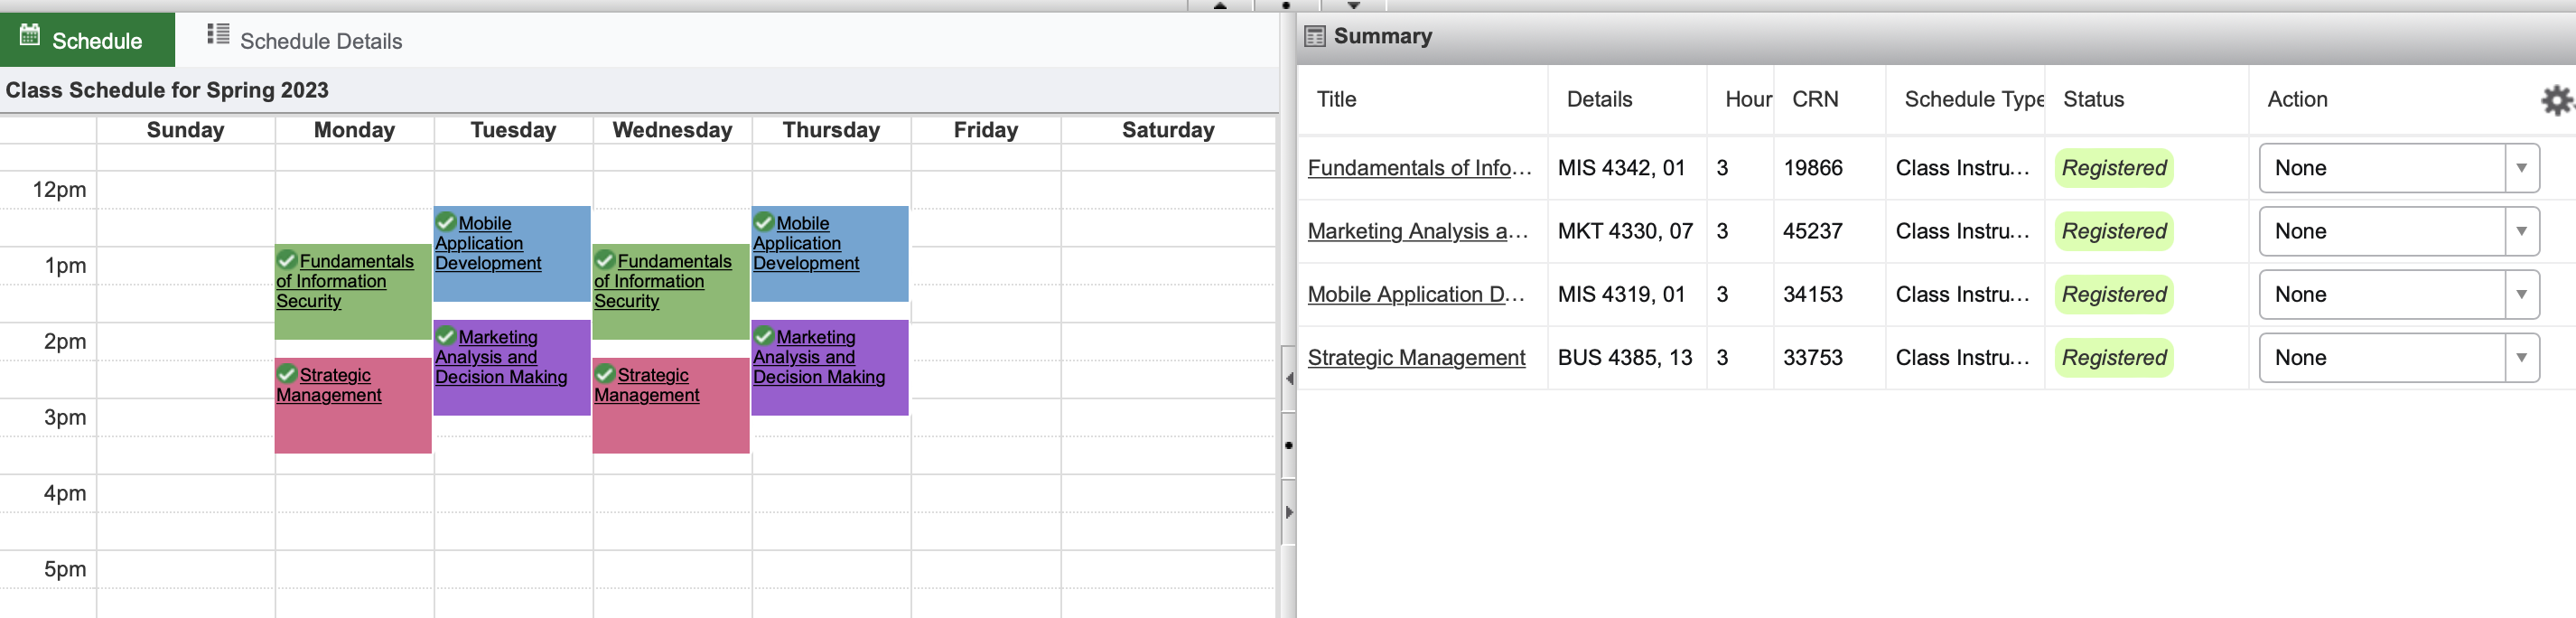 Schedule
Schedule Details
Class Schedule for Spring 2023
Sunday Monday Tuesday Wednesday Thursday Friday Saturday
12pm
1pm
2pm
3pm
4pm
5pm
Fundamentals
of Information
Security
Strategic
Management
Mobile
Application
Development
Marketing
Analysis and
Decision Making
Fundamentals
of Information
Security
Strategic
Management
Mobile
Application
Development
Marketing
Analysis and
Decision Making
Summary
Title Details Hour CRN Schedule Type Status Action
Fundamentals of Info... MIS 4342, 01 3 19866 Class Instru... Registered None
Marketing Analysis a... MKT 4330, 07 3 45237 Class Instru... Registered None
Mobile Application D... MIS 4319, 01 3 34153 Class Instru... Registered None
Strategic Management BUS 4385, 13 3 33753 Class Instru... Registered None